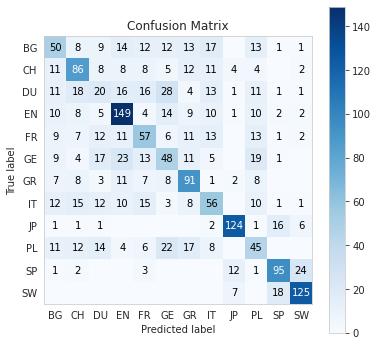 Confusion Matrix
True label
BG 50 8 9 14 12 12 13 17 13 1 1
CH 11 86 8 8 8 5 12 11 4 4 2
DU 11 18 20 16 16 28 4 13 1 11 1 1
EN 10 8 5 149 4 14 9 10 1 10 2 2
FR 9 7 12 11 57 6 11 13 13 1 2
GE 9 4 17 23 13 48 11 5 19 1
GR 7 8 3 11 7 8 91 1 2 8
IT 12 15 12 10 15 3 8 56 10 1 1
JP 1 1 1 2 124 1 16 6
PL 11 12 14 4 6 22 17 8 45
SP 1 2 3 12 1 95 24
SW 7 18 125
BG CH DU EN FR GE GR IT JP PL SP SW
Predicted label
140
120
100
80
60
40
20
0